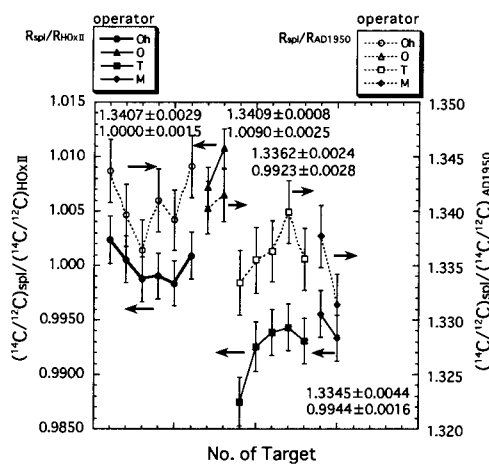 operator
operator
Rspl/RHOxII
Oh
O
T
M
Rspl/RAD1950
Oh
O
T
M
1.015
1.010
1.005
1.000
0.9950
0.9900
0.9850
(14C/12C)spl/(14C/12C)HOxII
1.3407±0.0029
1.0000±0.0015
1.3409±0.0008
1.0090±0.0025
1.3362±0.0024
0.9923±0.0028
1.3345±0.0044
0.9944±0.0016
1.350
1.345
1.340
1.335
1.330
1.325
1.320
(14C/12C)spl/(14C/12C)AD1950
No. of Target